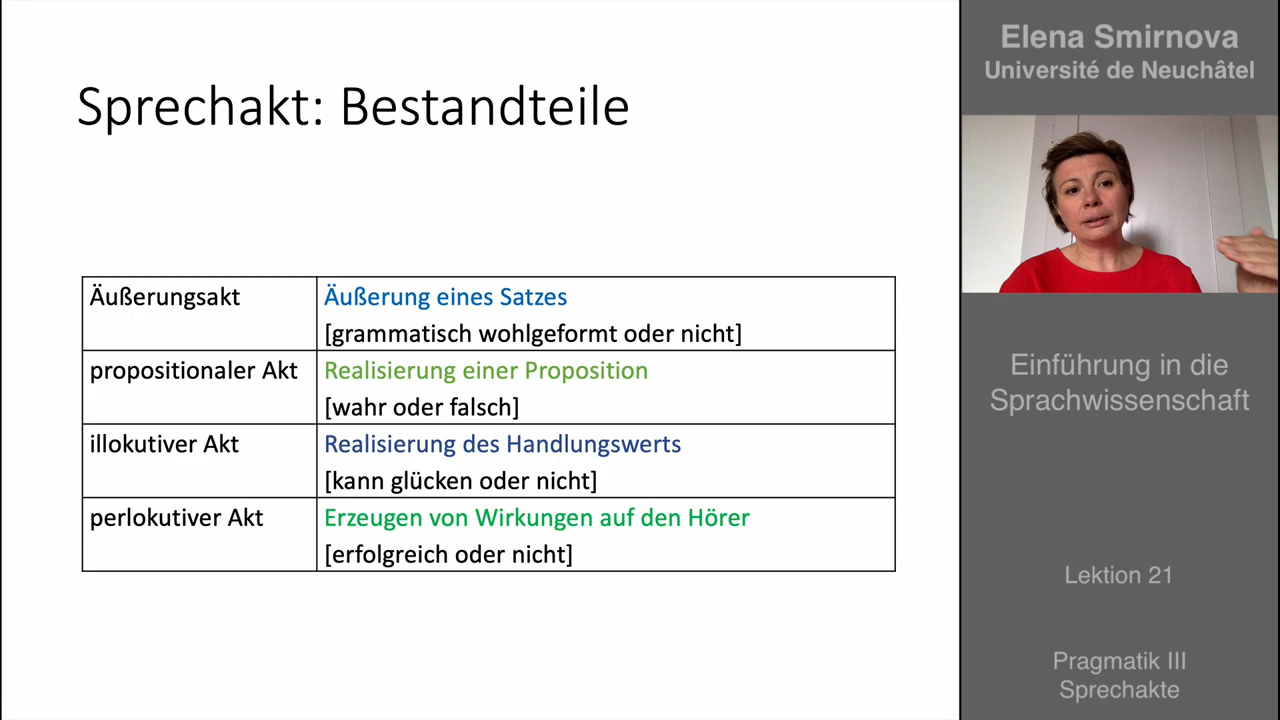 Sprechakt: Bestandteile
Äußerungsakt
Äußerung eines Satzes
[grammatisch wohlgeformt oder nicht]
propositionaler Akt
Realisierung einer Proposition
[wahr oder falsch]
illokutiver Akt
Realisierung des Handlungswerts
[kann glücken oder nicht]
perlokutiver Akt
Erzeugen von Wirkungen auf den Hörer
[erfolgreich oder nicht]
Elena Smirnova
Université de Neuchâtel
Einführung in die
Sprachwissenschaft
Lektion 21
Pragmatik III
Sprechakte